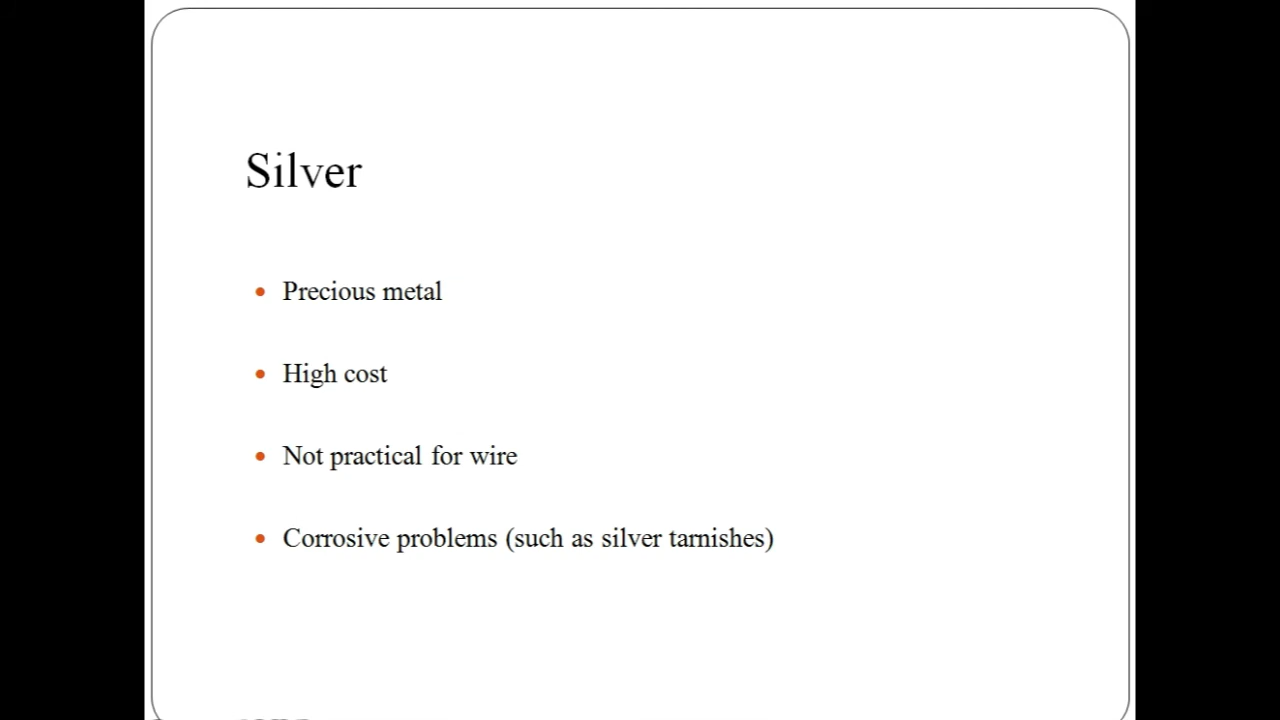 Silver
Precious metal
High cost
Not practical for wire
Corrosive problems (such as silver tarnishes)